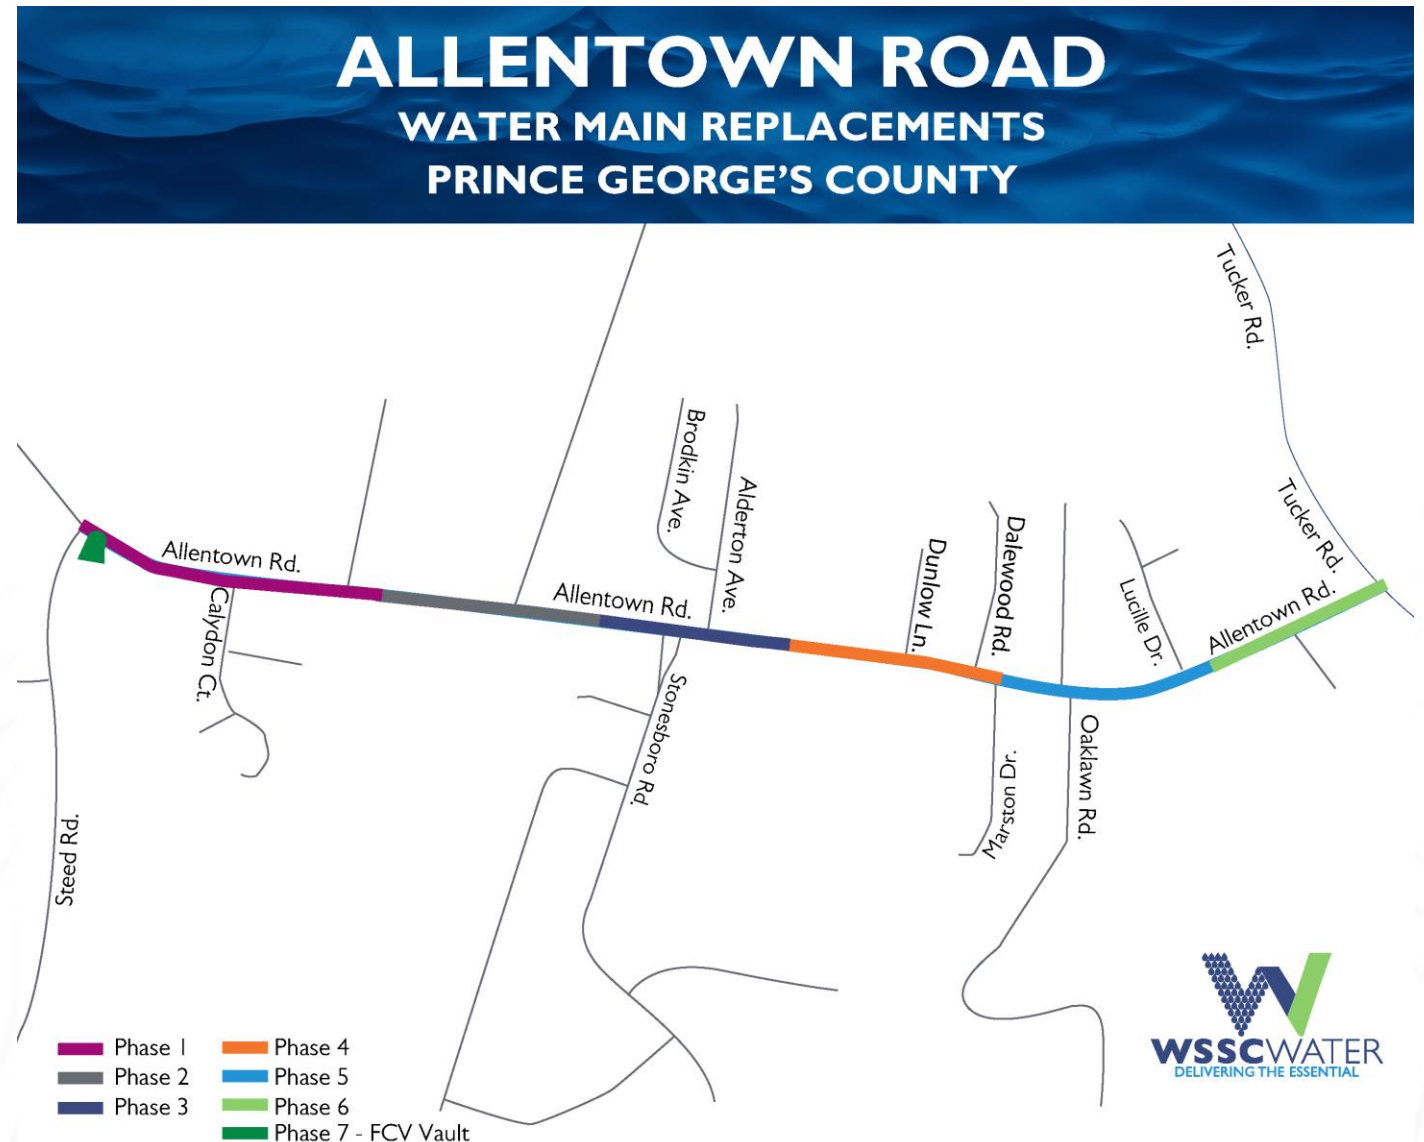 ALLENTOWN ROAD
WATER MAIN REPLACEMENTS
PRINCE GEORGE'S COUNTY
Tucker Rd.
Brodkin Ave.
Alderton Ave.
Tucker Rd.
Allentown Rd.
Calydon Ct.
Allentown Rd.
Dunlow Ln.
Dalewood Rd.
Lucille Dr.
Allentown Rd.
Stonesboro Rd.
Marston Dr.
Oaklawn Rd.
Steed Rd.
Phase 1
Phase 2
Phase 3
Phase 4
Phase 5
Phase 6
Phase 7 - FCV Vault
WSSCWATER
DELIVERING THE ESSENTIAL